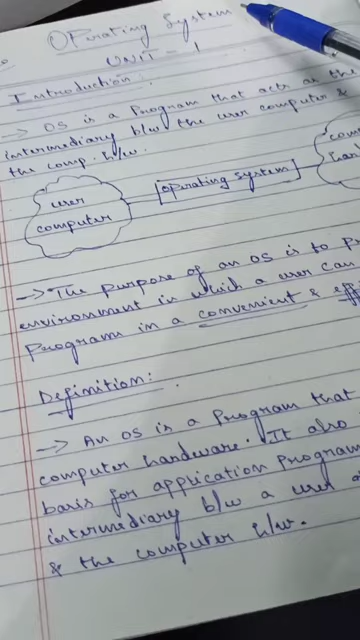 Operating System
UNIT - 1
Introduction:
→ OS is a Program that acts as the
intermediary b/w the user computer &
the comp. h/w.
user
computer
operating system
→ The purpose of an OS is to
environment in which a user can
Program in a convenient &
Definition:
→ An OS is a Program that
computer hardware. It also
basis for application Program
intermediary b/w a user
& the computer h/w.